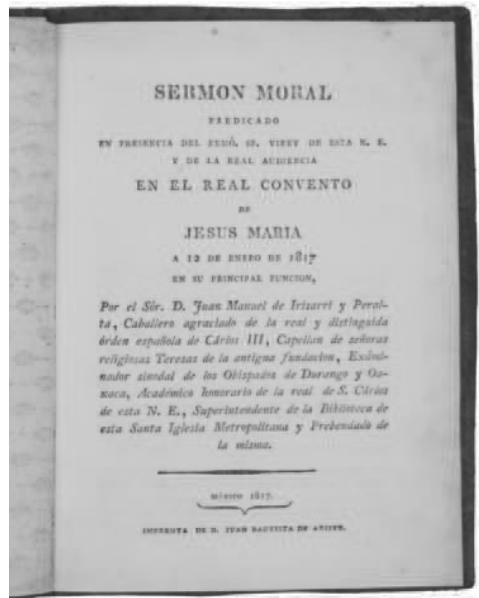 SERMON MORAL
PREDICADO
EN PRESENCIA DEL EXMÓ. SR. VIREY DE ESTA N. E.
Y DE LA REAL AUDIENCIA
EN EL REAL CONVENTO
DE
JESUS MARIA
A 12 DE ENERO DE 1817
EN SU PRINCIPAL FUNCION,
Por el Sór. D. Juan Manuel de Irizarri y Peral-
ta, Caballero agraciado de la real y distinguida
órden española de Cárlos III, Capellan de señoras
religiosas Teresas de la antigua fundacion, Exâmi-
nador sinodal de los Obispados de Durango y Oa-
xaca, Académico honorario de la real de S. Cárlos
de esta N. E., Superintendente de la Biblioteca de
esta Santa Iglesia Metropolitana y Prebendado de
la misma.
MÉXICO 1817.
IMPRENTA DE D. JUAN BAUTISTA DE ARIZPE.